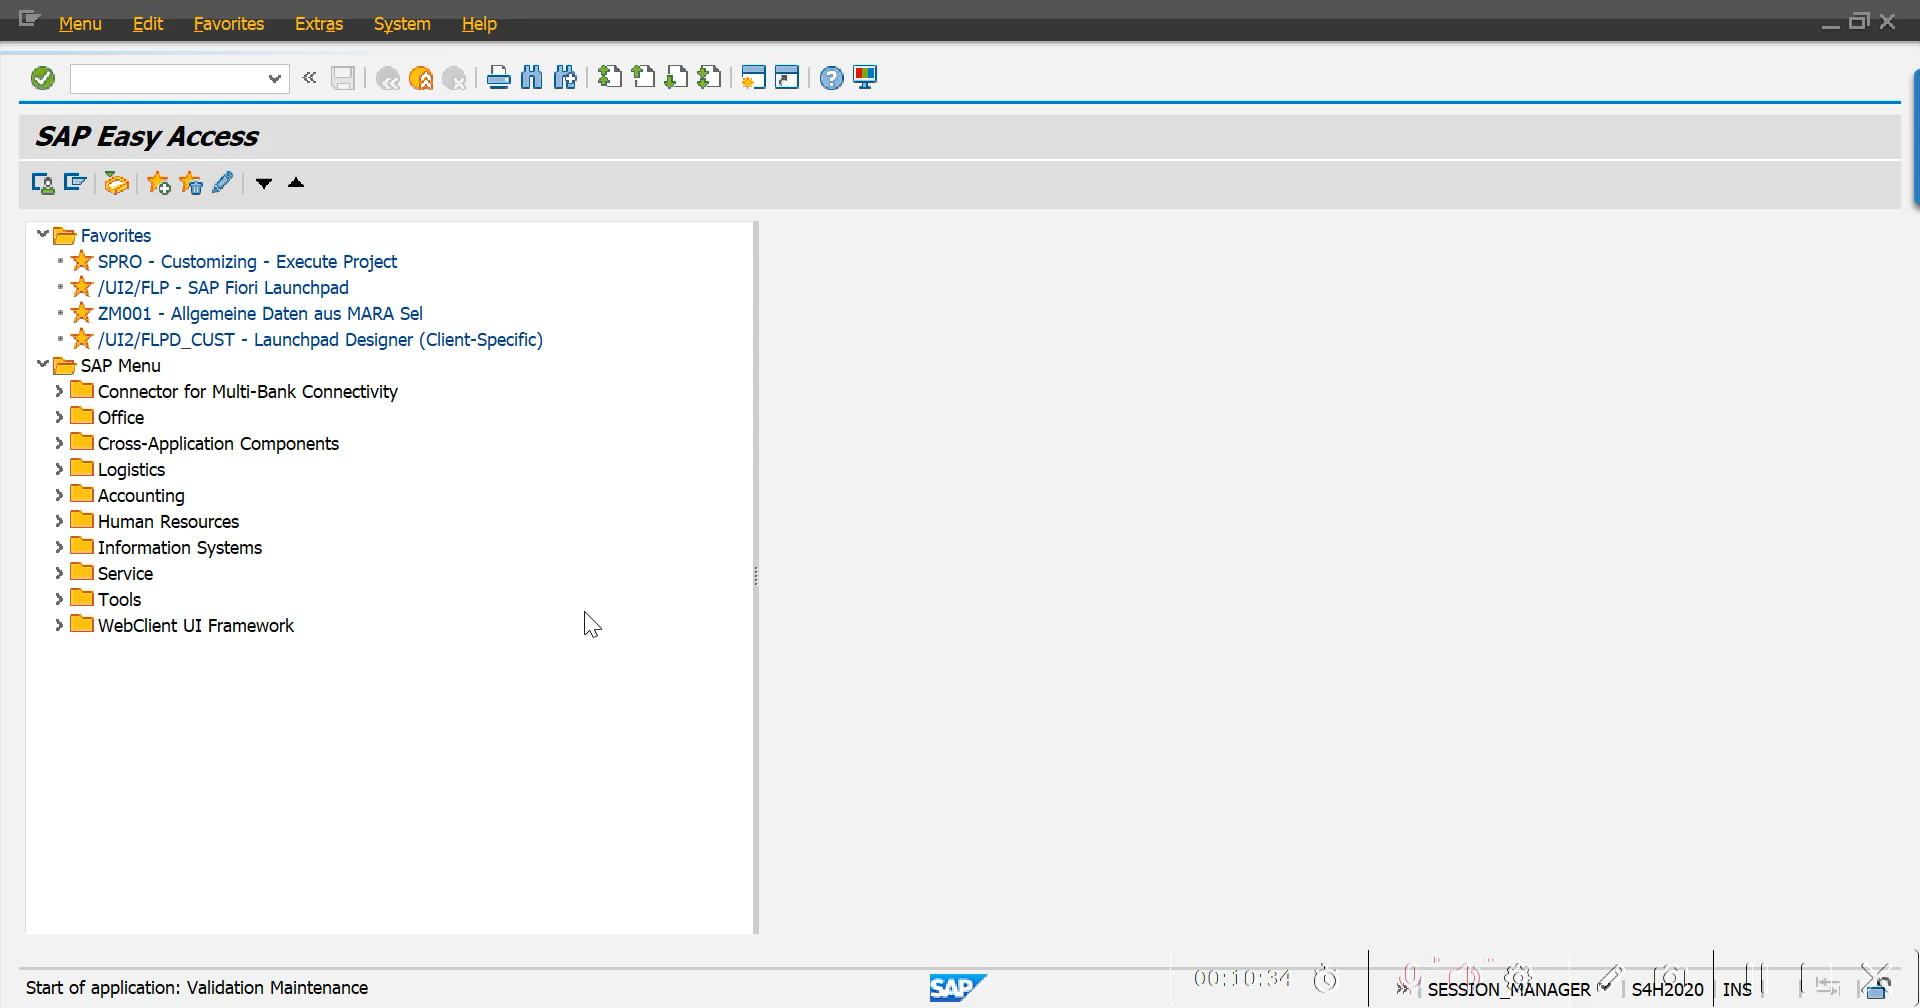 Menu Edit Favorites Extras System Help
SAP Easy Access
Favorites
SPRO - Customizing - Execute Project
/UI2/FLP - SAP Fiori Launchpad
ZM001 - Allgemeine Daten aus MARA Sel
/UI2/FLPD_CUST - Launchpad Designer (Client-Specific)
SAP Menu
Connector for Multi-Bank Connectivity
Office
Cross-Application Components
Logistics
Accounting
Human Resources
Information Systems
Service
Tools
WebClient UI Framework
Start of application: Validation Maintenance SAP 00:10:34 SESSION_MANAGER S4H2020 INS